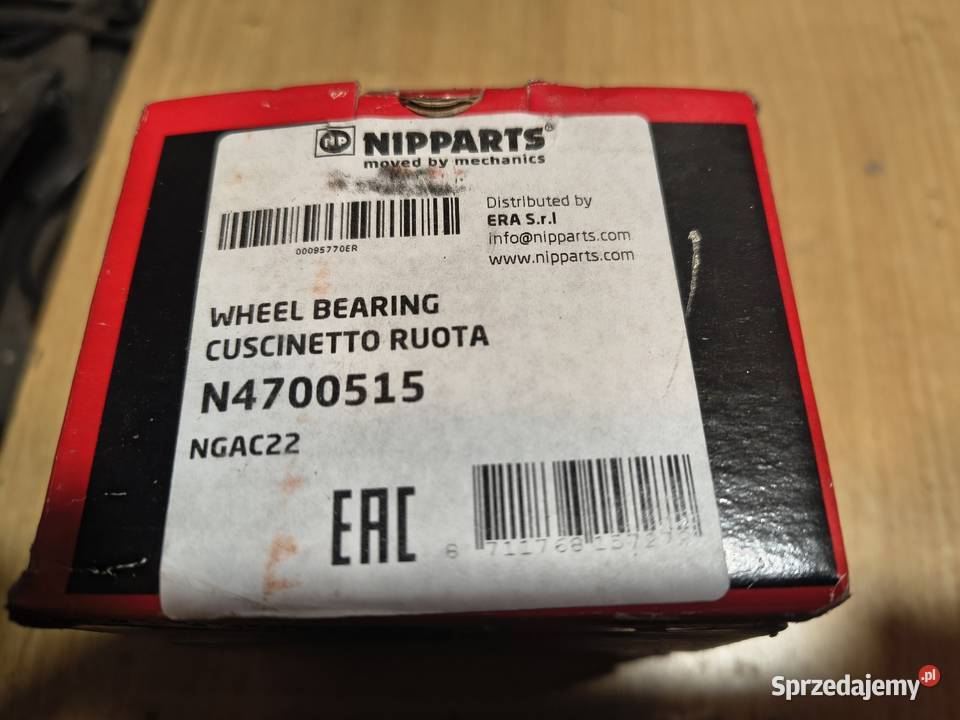 NP NIPPARTS®
moved by mechanics
00095770ER
Distributed by
ERA S.r.l
info@nipparts.com
www.nipparts.com
WHEEL BEARING
CUSCINETTO RUOTA
N4700515
NGAC22
EAC
Sprzedajemy.pl